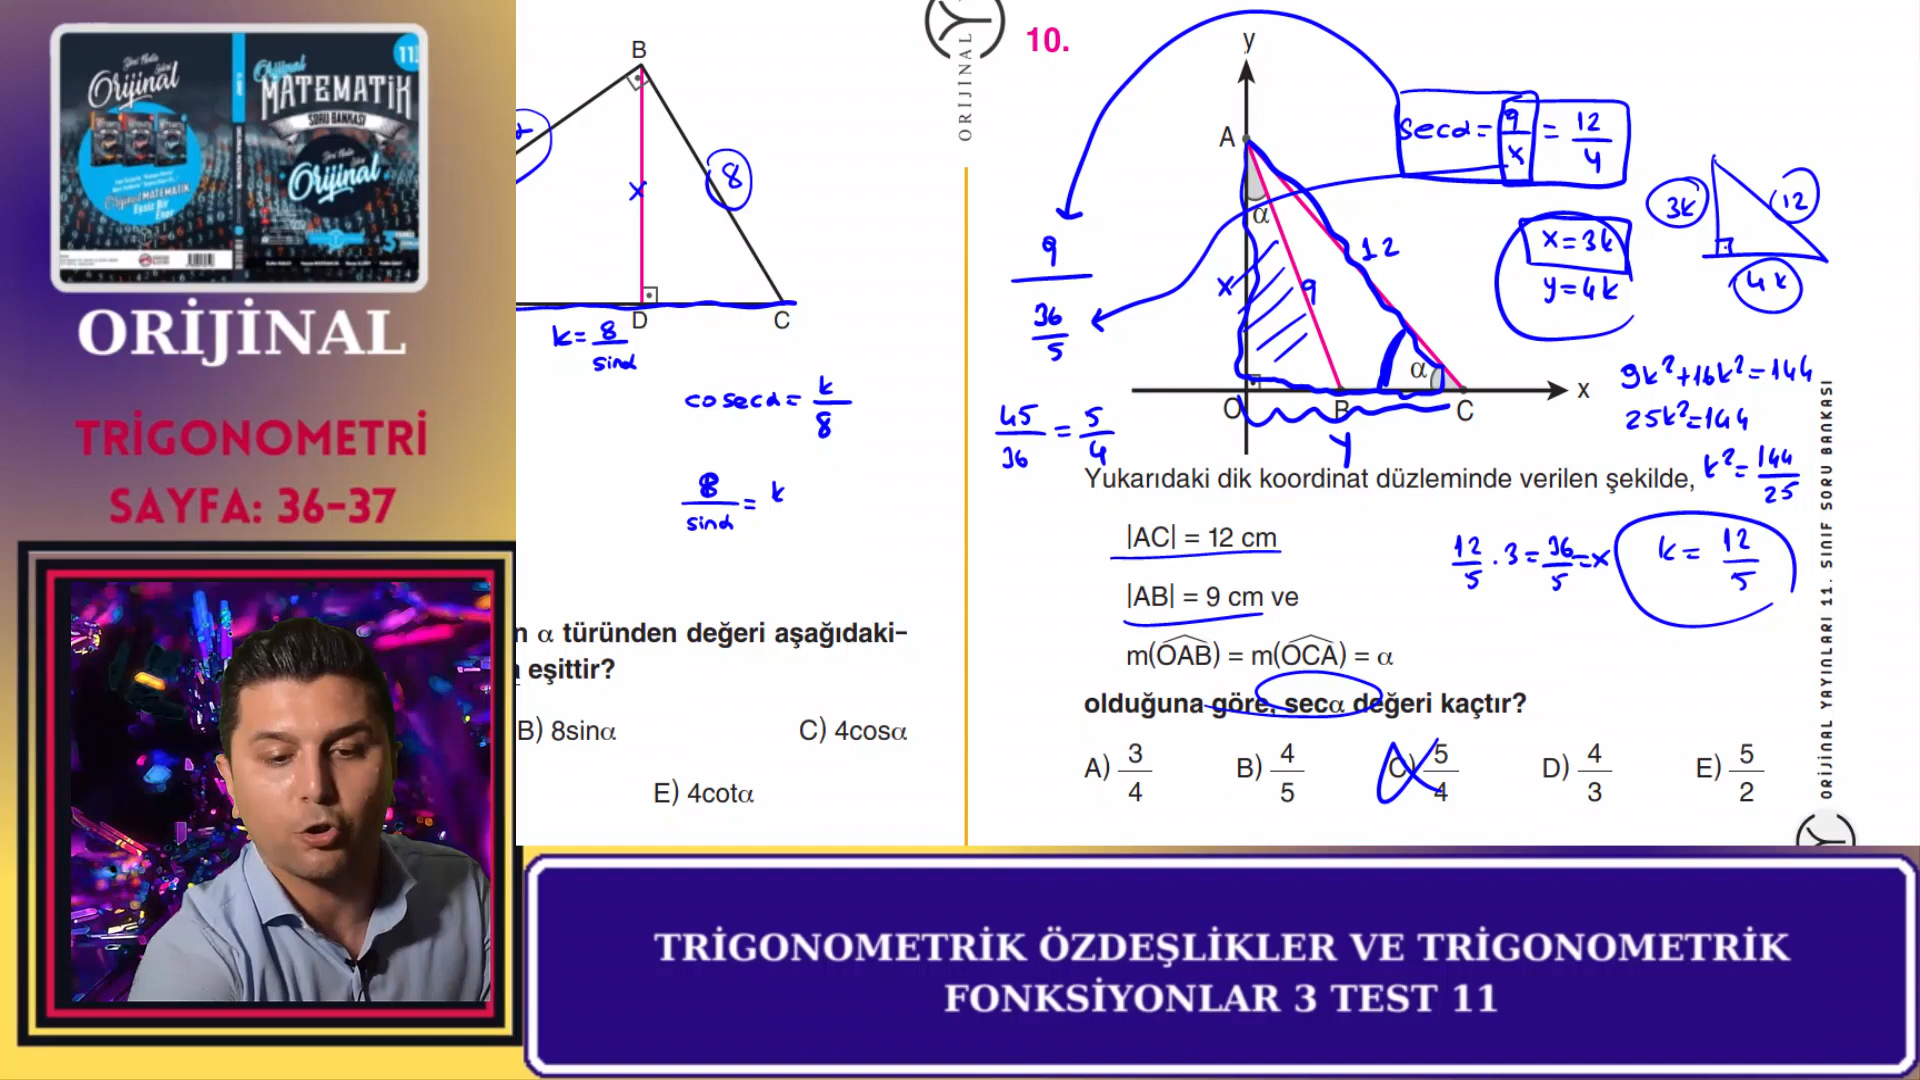 Orijinal
Orijinal
MATEMATİK
SORU BANKASI
Orijinal
11.
ORİJİNAL
TRİGONOMETRİ
SAYFA: 36-37
B
x
8
D
C
k = 8/sinα
cosecα = k/8
8/sinα = k
n α türünden değeri aşağıdaki-
eşittir?
B) 8sinα
C) 4cosα
E) 4cotα
ORİJİNAL
10.
y
A
α
x
9
12
α
O
B
C
x
y
secα = 9/x = 12/y
3k
12
4k
x = 3k
y = 4k
9
36/5
45/36 = 5/4
9k²+16k²=144
25k²=144
k² = 144/25
k = 12/5
12/5 . 3 = 36/5 = x
Yukarıdaki dik koordinat düzleminde verilen şekilde,
|AC| = 12 cm
|AB| = 9 cm ve
m(OAB) = m(OCA) = α
olduğuna göre, secα değeri kaçtır?
A) 3/4
B) 4/5
C) 5/4
D) 4/3
E) 5/2
ORİJİNAL YAYINLARI 11. SINIF SORU BANKASI
TRİGONOMETRİK ÖZDEŞLİKLER VE TRİGONOMETRİK
FONKSİYONLAR 3 TEST 11